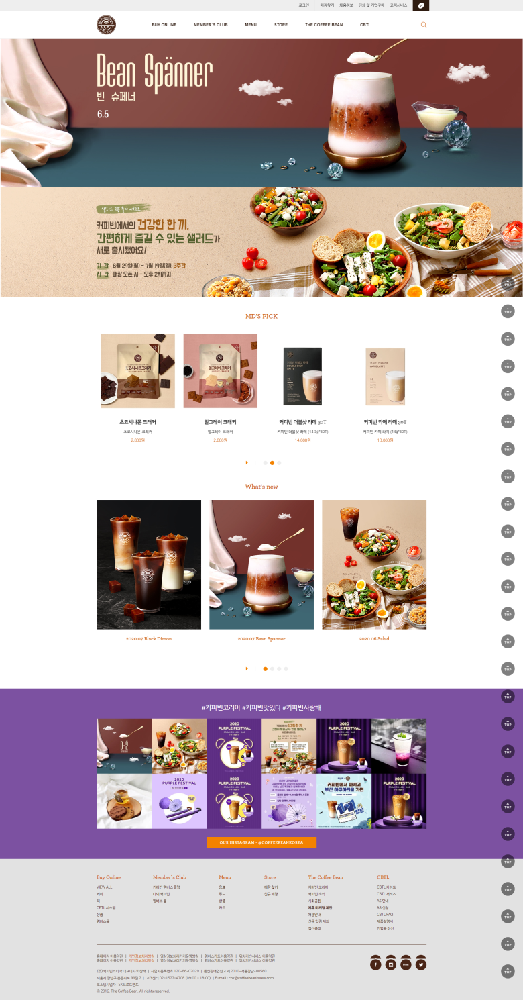 로그인
매장찾기
채용정보
단체 및 기업구매
고객서비스
BUY ONLINE
MEMBER`S CLUB
MENU
STORE
THE COFFEE BEAN
CBTL
Bean Spänner
빈 슈페너
6.5
커피빈에서의 건강한 한 끼,
간편하게 즐길 수 있는 샐러드가
새로 출시됐어요!
기 간 6월 29일(월) - 7월 19일(일), 3주간
시 간 매장 오픈 시 - 오후 2시까지
TOP
MD'S PICK
초코시나몬 크래커
초코시나몬 크래커
2,800원
얼그레이 크래커
얼그레이 크래커
2,800원
커피빈 더블샷 라떼 30T
커피빈 더블샷 라떼 (14.3g*30T)
14,000원
커피빈 카페 라떼 30T
커피빈 카페 라떼 (14g*30T)
13,000원
What's new
2020 07 Black Dimon
2020 07 Bean Spanner
2020 06 Salad
#커피빈코리아 #커피빈맛있다 #커피빈사랑해
2020
PURPLE FESTIVAL
2020
PURPLE FESTIVAL
2020
PURPLE FESTIVAL
2020
PURPLE FESTIVAL
커피빈에서 마시고
부산 아쿠아리움 가면
1+1
2020
PURPLE FESTIVAL
OUR INSTAGRAM - @COFFEEBEANKOREA
Buy Online
VIEW ALL
커피
티
CBTL 시스템
상품
멤버스몰
Member`s Club
커피빈 멤버스 클럽
나의 커피빈
멤버스 몰
Menu
음료
푸드
상품
카드
Store
매장 찾기
신규 매장
The Coffee Bean
커피빈 코리아
커피빈 소식
사회공헌
제휴 마케팅 제안
채용안내
신규 입점 제의
결산공고
CBTL
CBTL 가이드
CBTL 서비스
AS 안내
AS 신청
CBTL FAQ
제품설명서
기업용 머신
홈페이지 이용약관 | 개인정보처리방침 | 영상정보처리기기운영방침 | 멤버스카드이용약관 | 위치기반서비스 이용약관
홈페이지 이용약관 | 개인정보처리방침 | 영상정보처리기기운영방침 | 멤버스카드이용약관 | 위치기반서비스 이용약관
(주)커피빈코리아 대표이사 박상배 | 사업자등록번호 120-86-07029 | 통신판매업신고 제 2010-서울강남-00560
서울시 강남구 봉은사로 99길 7 | 고객센터 02-1577-4708 (09:00 - 18:00) | E-mail : cbk@coffeebeankorea.com
호스팅사업자 : SK브로드밴드
ⓒ 2016. The Coffee Bean. All rights reserved.